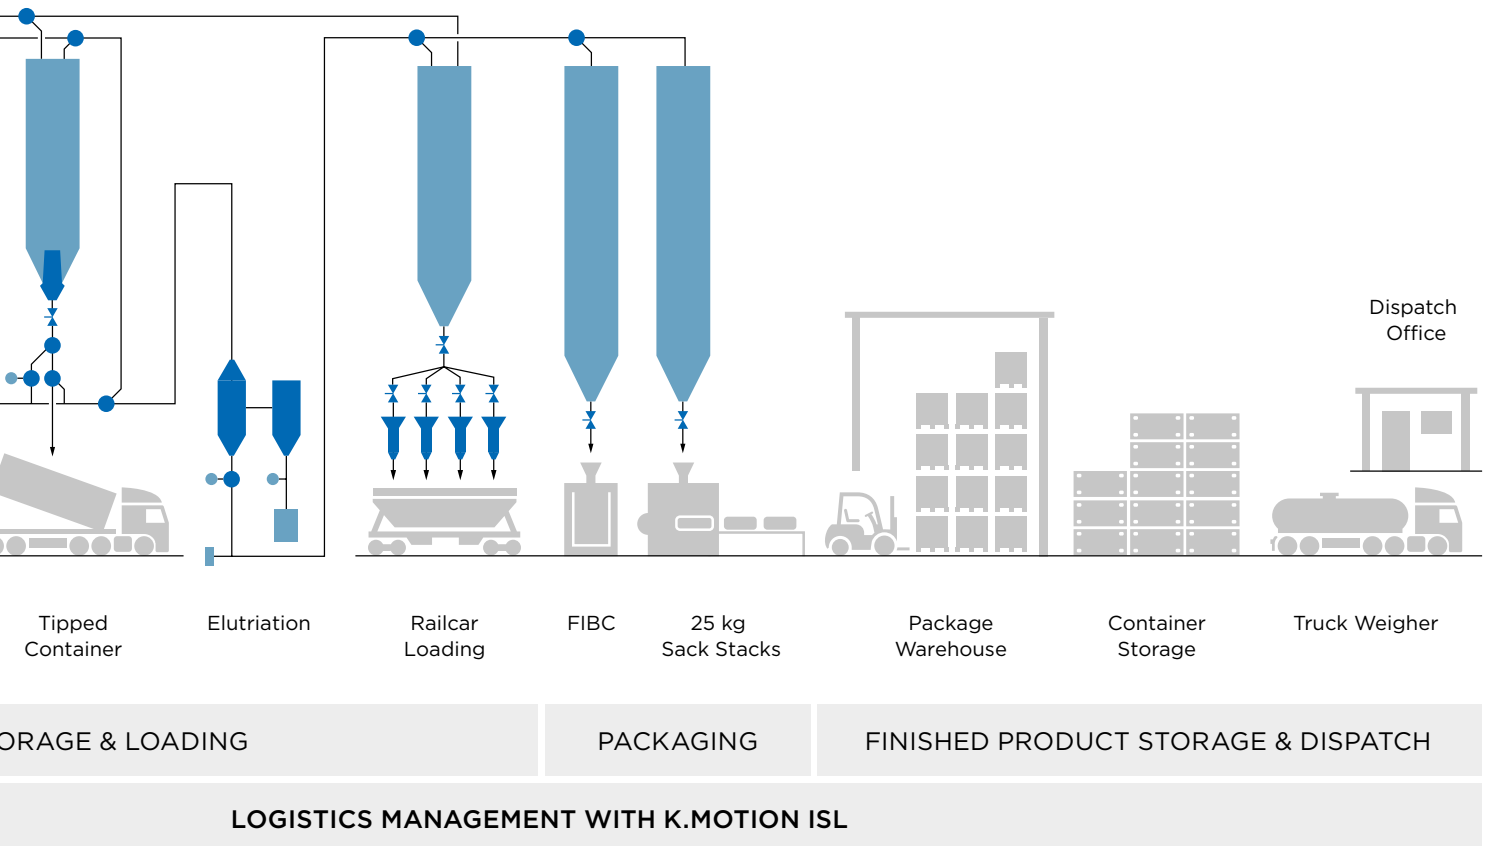 Dispatch
Office
Tipped
Container
Elutriation
Railcar
Loading
FIBC
25 kg
Sack Stacks
Package
Warehouse
Container
Storage
Truck Weigher
ORAGE & LOADING
PACKAGING
FINISHED PRODUCT STORAGE & DISPATCH
LOGISTICS MANAGEMENT WITH K.MOTION ISL